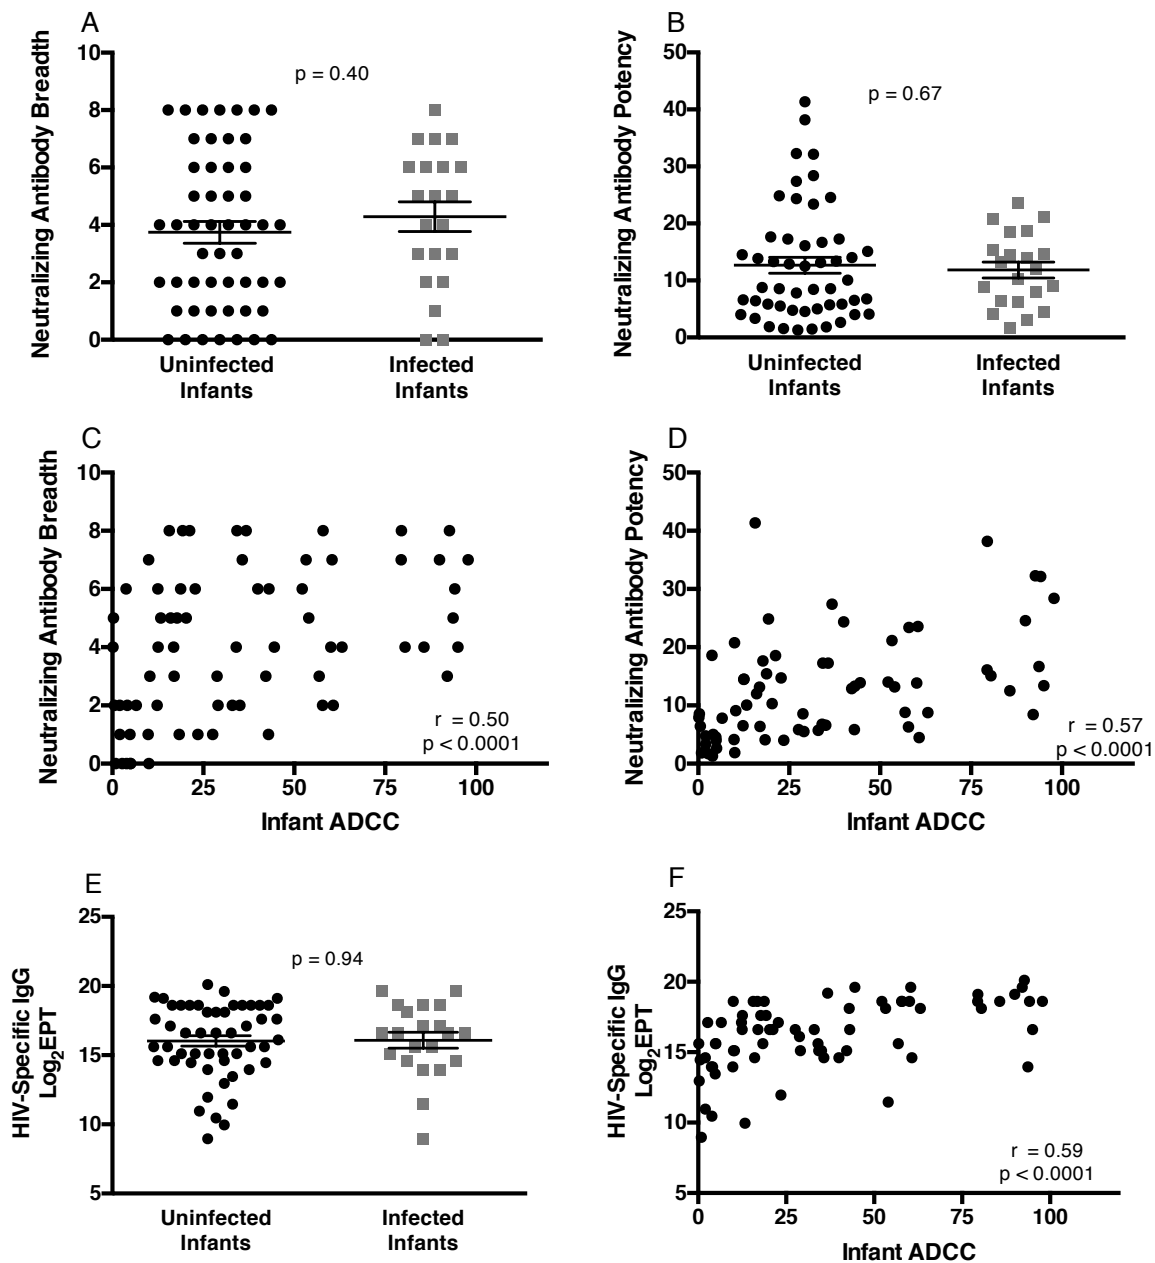 A
Neutralizing Antibody Breadth
10
8
6
4
2
0
p = 0.40
Uninfected
Infants
Infected
Infants
B
Neutralizing Antibody Potency
50
40
30
20
10
0
p = 0.67
Uninfected
Infants
Infected
Infants
C
Neutralizing Antibody Breadth
10
8
6
4
2
0
r = 0.50
p < 0.0001
0 25 50 75 100
Infant ADCC
D
Neutralizing Antibody Potency
50
40
30
20
10
0
r = 0.57
p < 0.0001
0 25 50 75 100
Infant ADCC
E
HIV-Specific IgG
Log₂EPT
25
20
15
10
5
p = 0.94
Uninfected
Infants
Infected
Infants
F
HIV-Specific IgG
Log₂EPT
25
20
15
10
5
r = 0.59
p < 0.0001
0 25 50 75 100
Infant ADCC